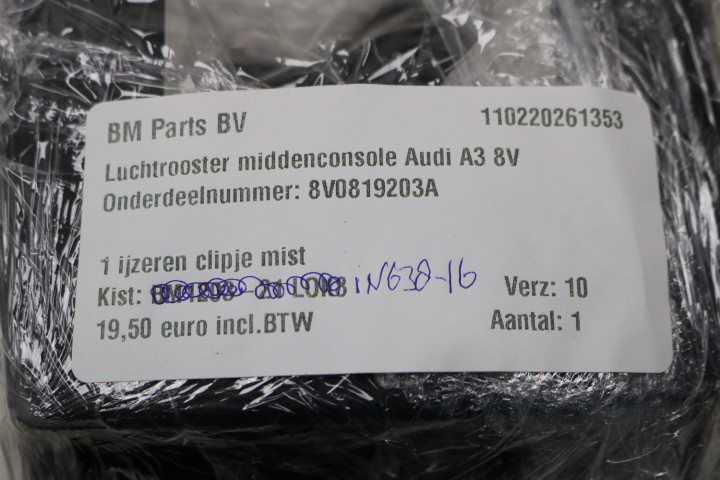 BM Parts BV 110220261353
Luchtrooster middenconsole Audi A3 8V
Onderdeelnummer: 8V0819203A
1 ijzeren clipje mist
Kist: iN638-16 Verz: 10
19,50 euro incl.BTW Aantal: 1